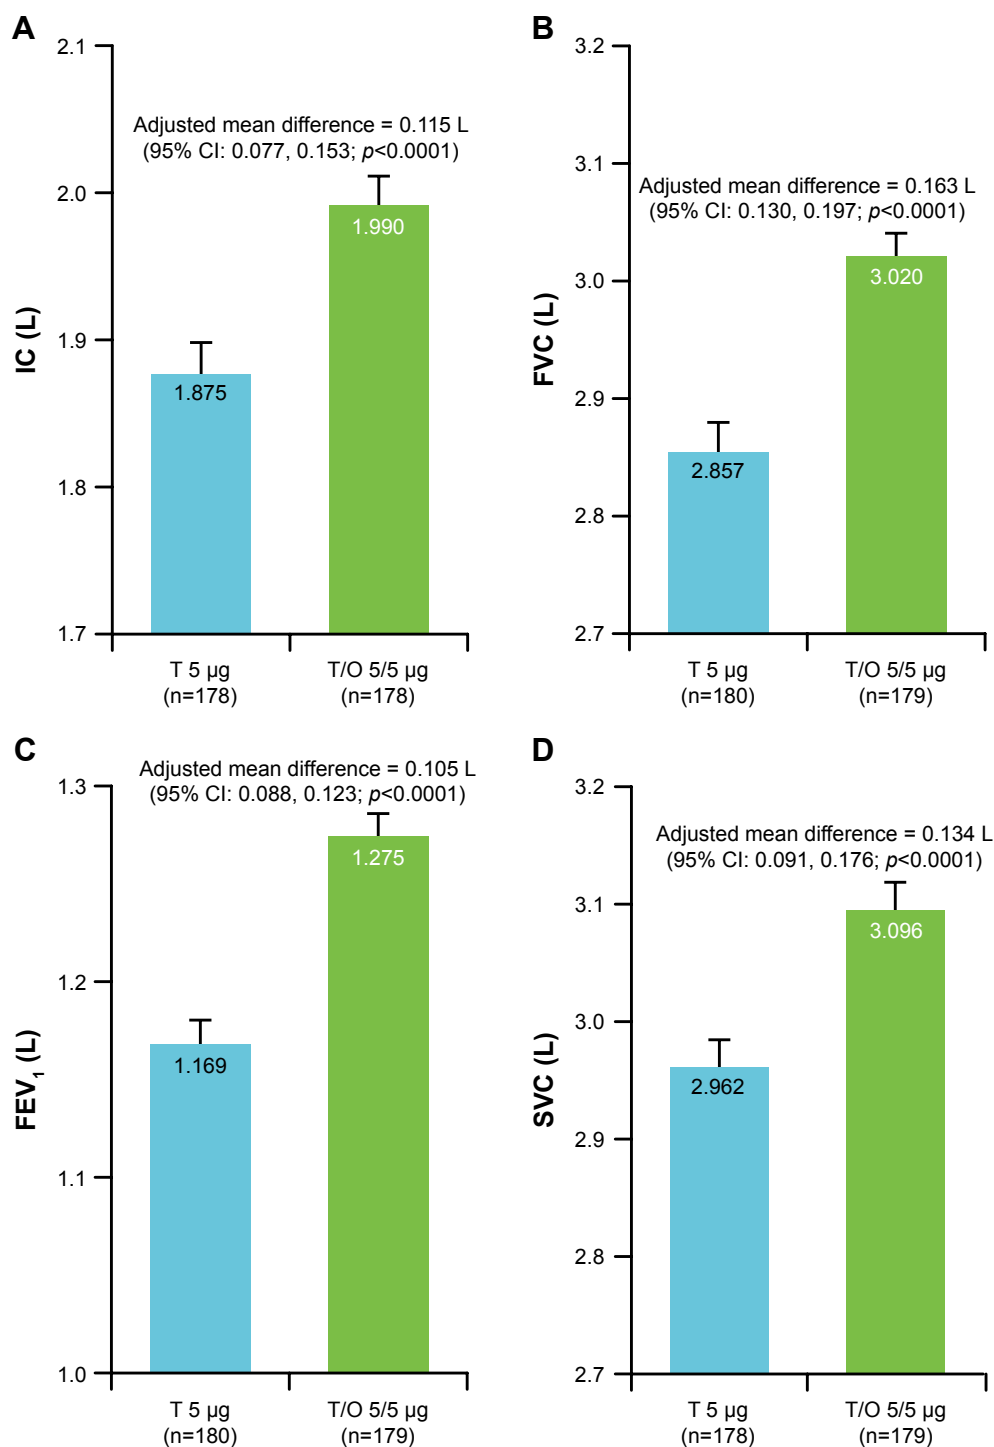 A
2.1
Adjusted mean difference = 0.115 L
(95% CI: 0.077, 0.153; p<0.0001)
2.0
1.990
1.9
1.875
IC (L)
1.8
1.7
T 5 µg
(n=178)
T/O 5/5 µg
(n=178)
B
3.2
3.1
Adjusted mean difference = 0.163 L
(95% CI: 0.130, 0.197; p<0.0001)
3.0
3.020
FVC (L)
2.9
2.857
2.8
2.7
T 5 µg
(n=180)
T/O 5/5 µg
(n=179)
C
Adjusted mean difference = 0.105 L
(95% CI: 0.088, 0.123; p<0.0001)
1.3
1.275
1.2
1.169
FEV₁ (L)
1.1
1.0
T 5 µg
(n=180)
T/O 5/5 µg
(n=179)
D
3.2
Adjusted mean difference = 0.134 L
(95% CI: 0.091, 0.176; p<0.0001)
3.1
3.096
3.0
2.962
SVC (L)
2.9
2.8
2.7
T 5 µg
(n=178)
T/O 5/5 µg
(n=179)